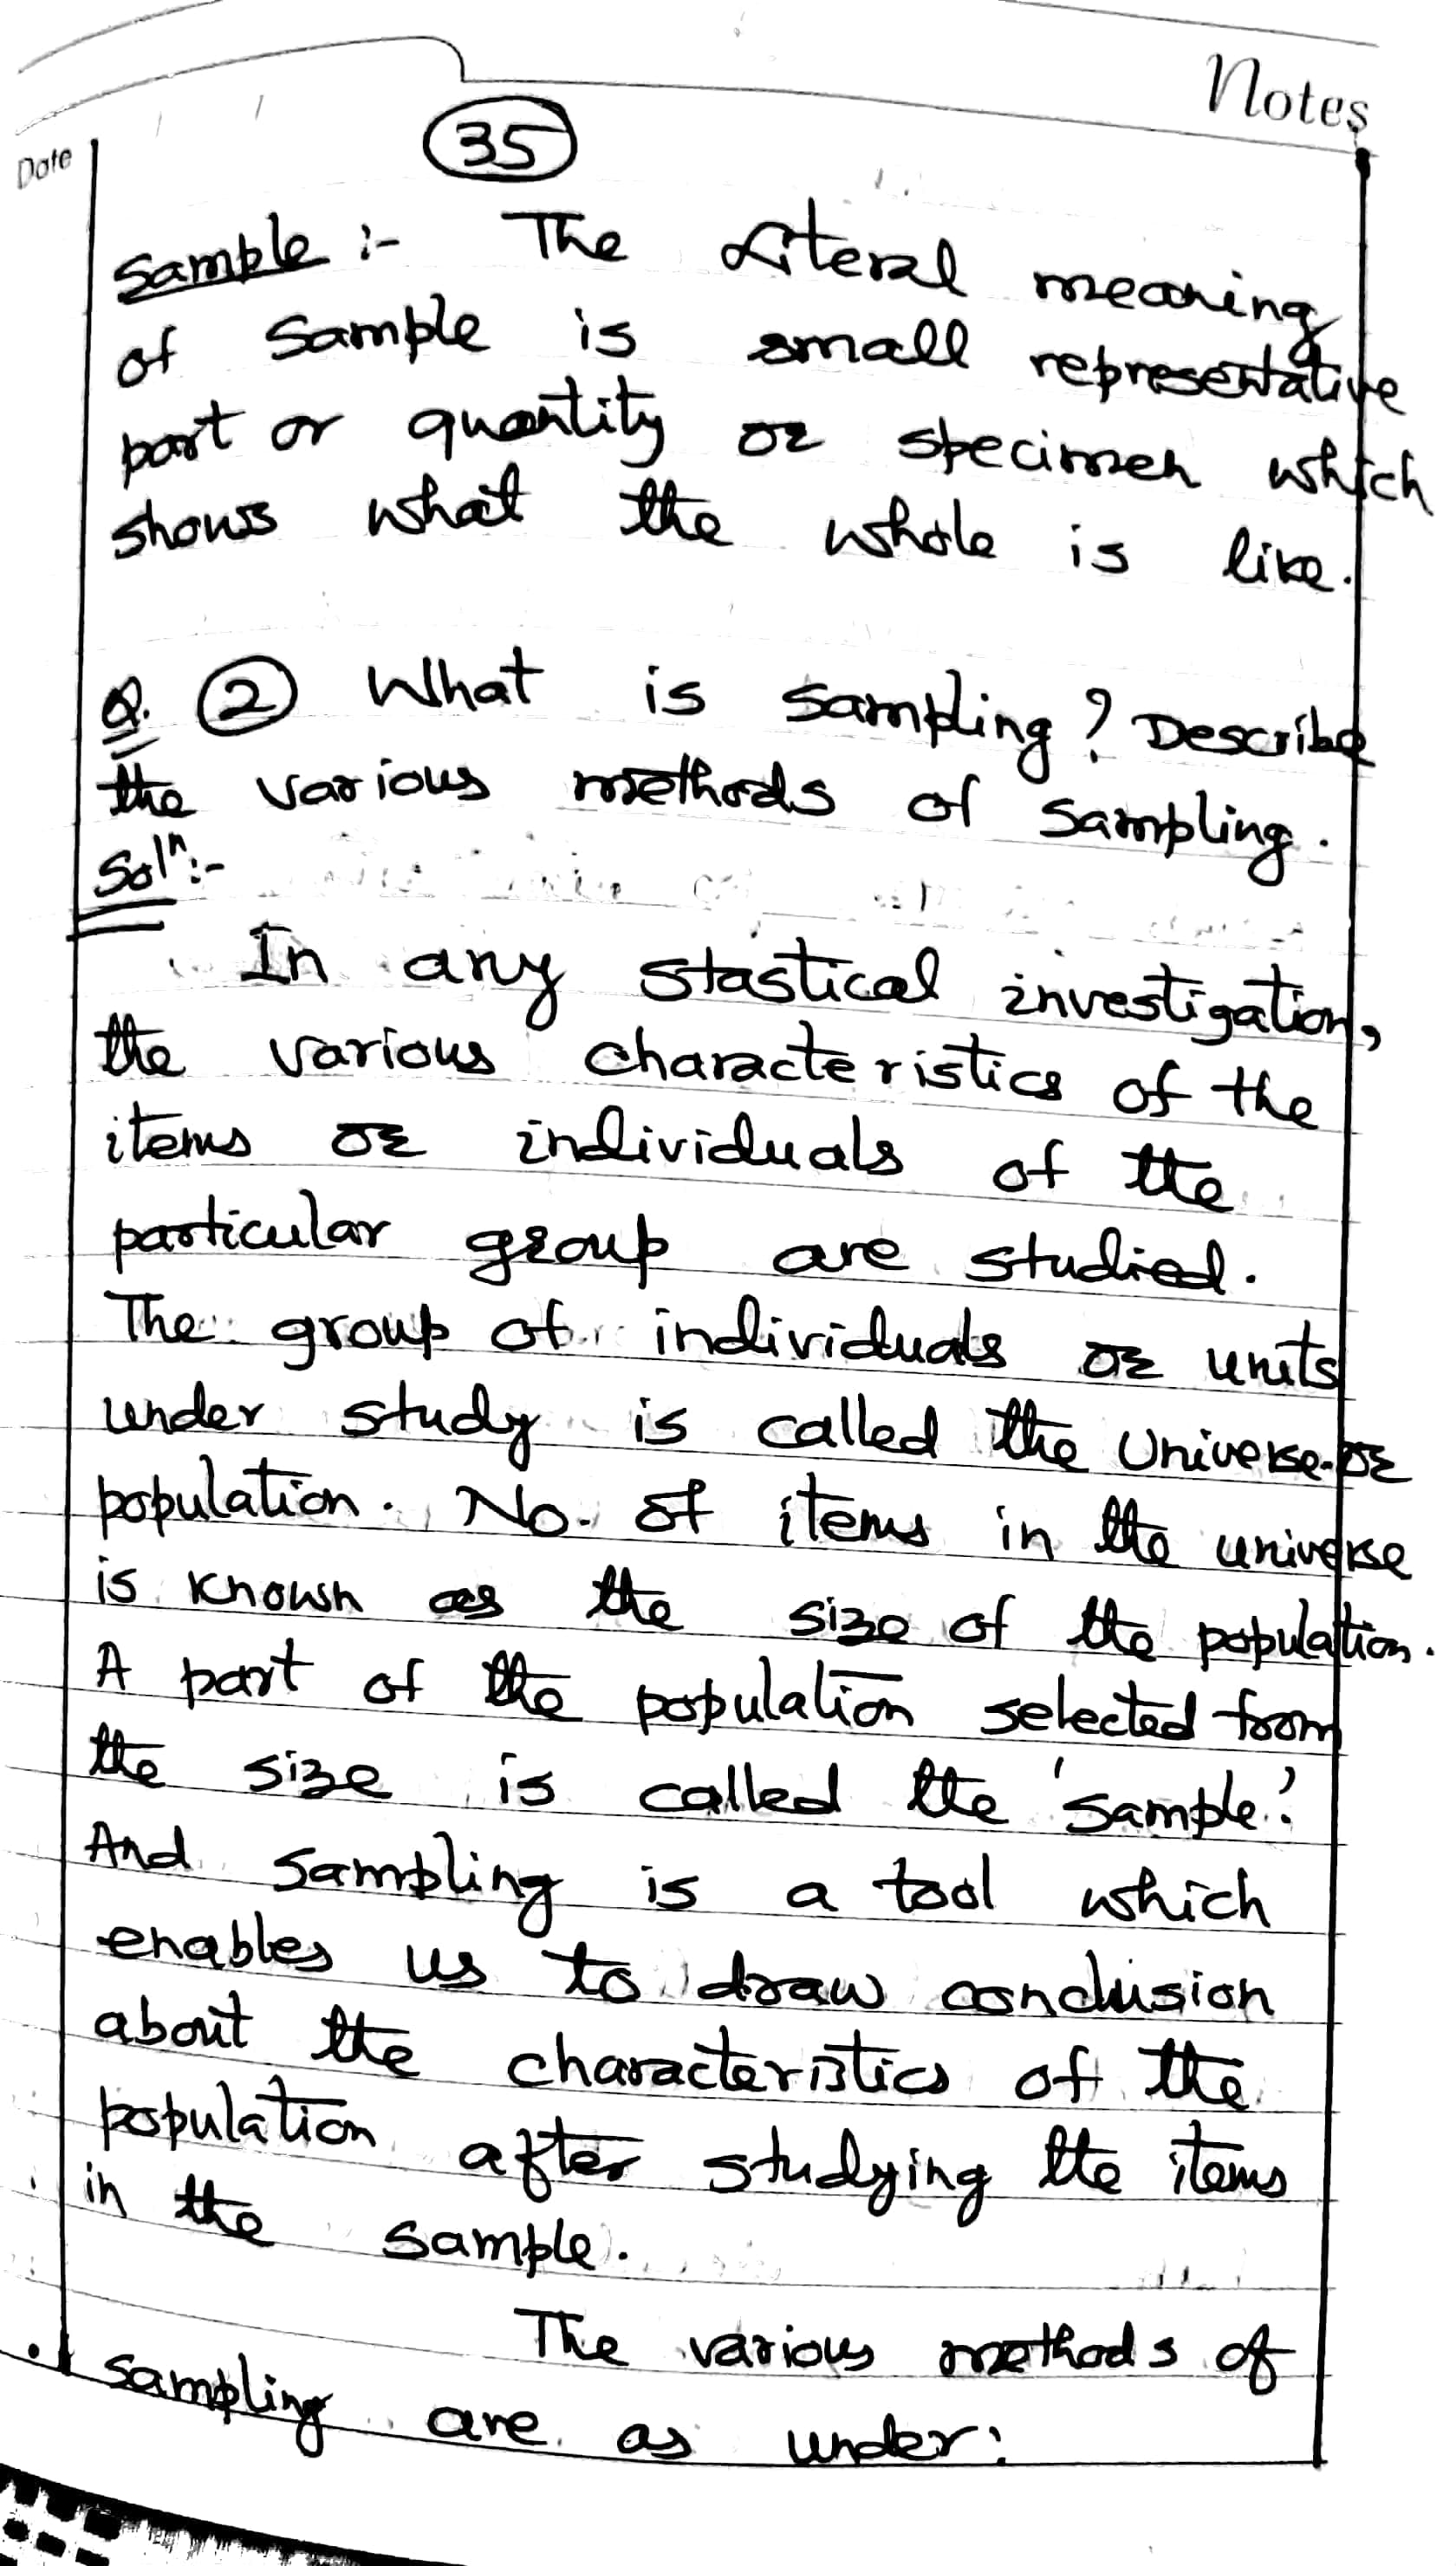 Notes
Date
35
Sample :- The Literal meaning
of Sample is small representative
part or quantity or specimen which
shows what the whole is like.
Q. 2 What is Sampling? Describe
the various methods of Sampling.
Solⁿ:-
In any stastical investigation,
the various characteristics of the
items or individuals of the
particular group are studied.
The group of individuals or units
under study is called the Universe or
population. No. of items in the universe
is known as the size of the population.
A part of the population selected from
the size is called the 'sample'.
And sampling is a tool which
enables us to draw conclusion
about the characteristics of the
population after studying the items
in the sample.
The various methods of
sampling are as under: